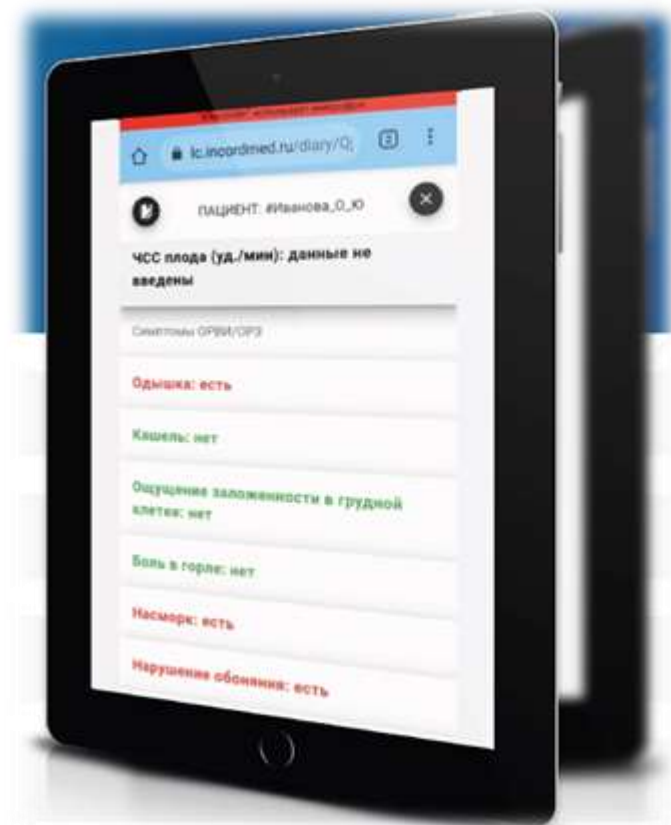 lc.incordmed.ru/diary/Q
2
ПАЦИЕНТ: #Иванова_О_Ю
ЧСС плода (уд./мин): данные не
введены
Симптомы ОРВИ/ОРЗ
Одышка: есть
Кашель: нет
Ощущение заложенности в грудной
клетке: нет
Боль в горле: нет
Насморк: есть
Нарушение обоняния: есть